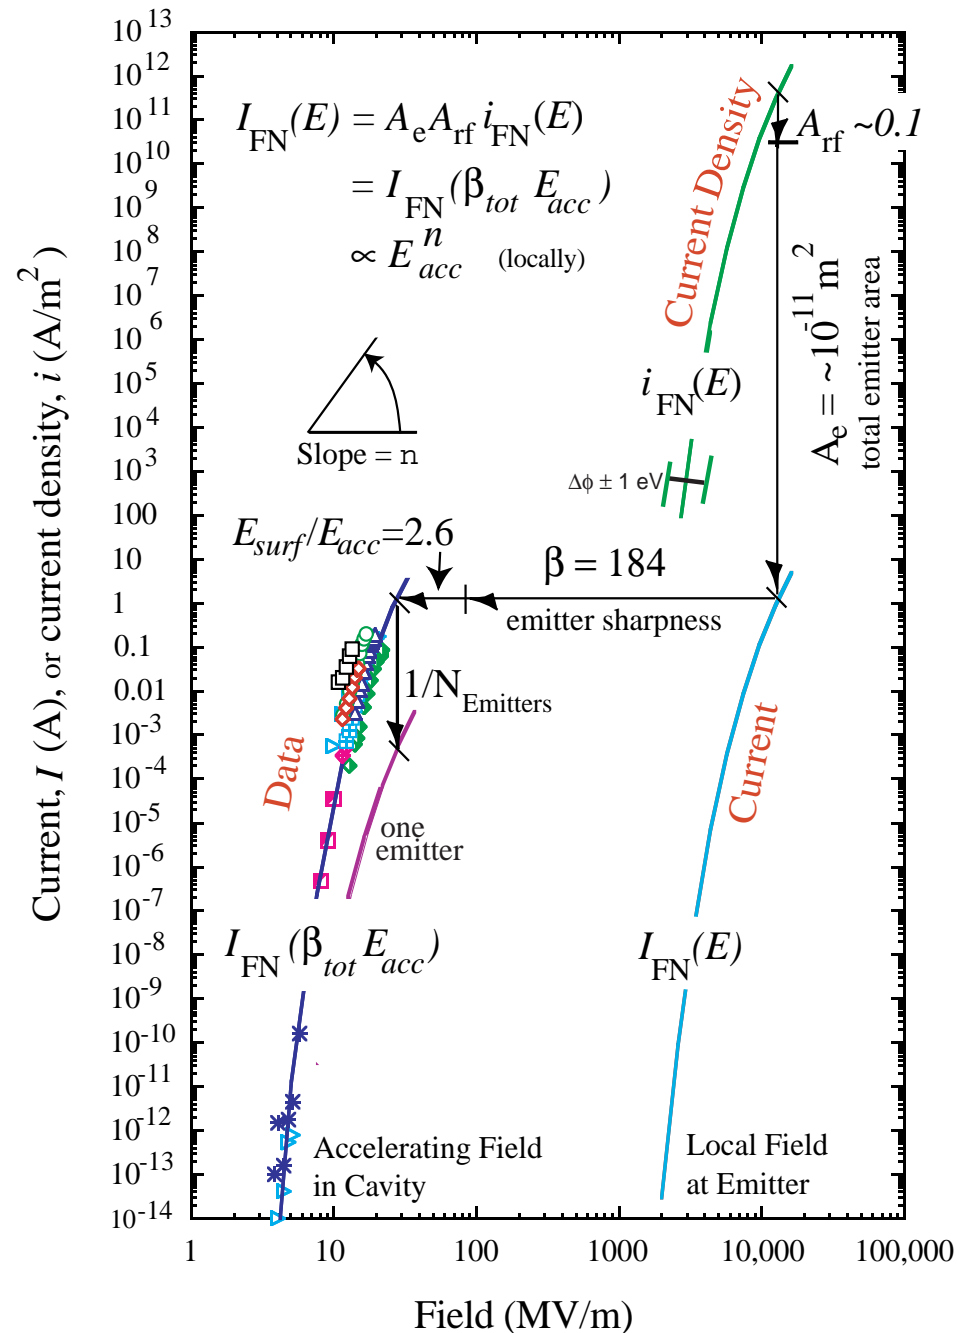 10^13
10^12
10^11
10^10
10^9
10^8
10^7
10^6
10^5
10^4
10^3
100
10
1
0.1
0.01
10^-3
10^-4
10^-5
10^-6
10^-7
10^-8
10^-9
10^-10
10^-11
10^-12
10^-13
10^-14
Current, I (A), or current density, i (A/m^2)
I_FN(E) = A_e A_rf i_FN(E)
= I_FN(β_tot E_acc)
∝ E_acc^n (locally)
Slope = n
Current Density
A_rf ~0.1
A_e = ~10^-11 m^2
total emitter area
i_FN(E)
Δϕ ± 1 eV
E_surf/E_acc=2.6
β = 184
emitter sharpness
1/N_Emitters
Data
one
emitter
Current
I_FN(β_tot E_acc)
I_FN(E)
Accelerating Field
in Cavity
Local Field
at Emitter
1
10
100
1000
10,000
100,000
Field (MV/m)